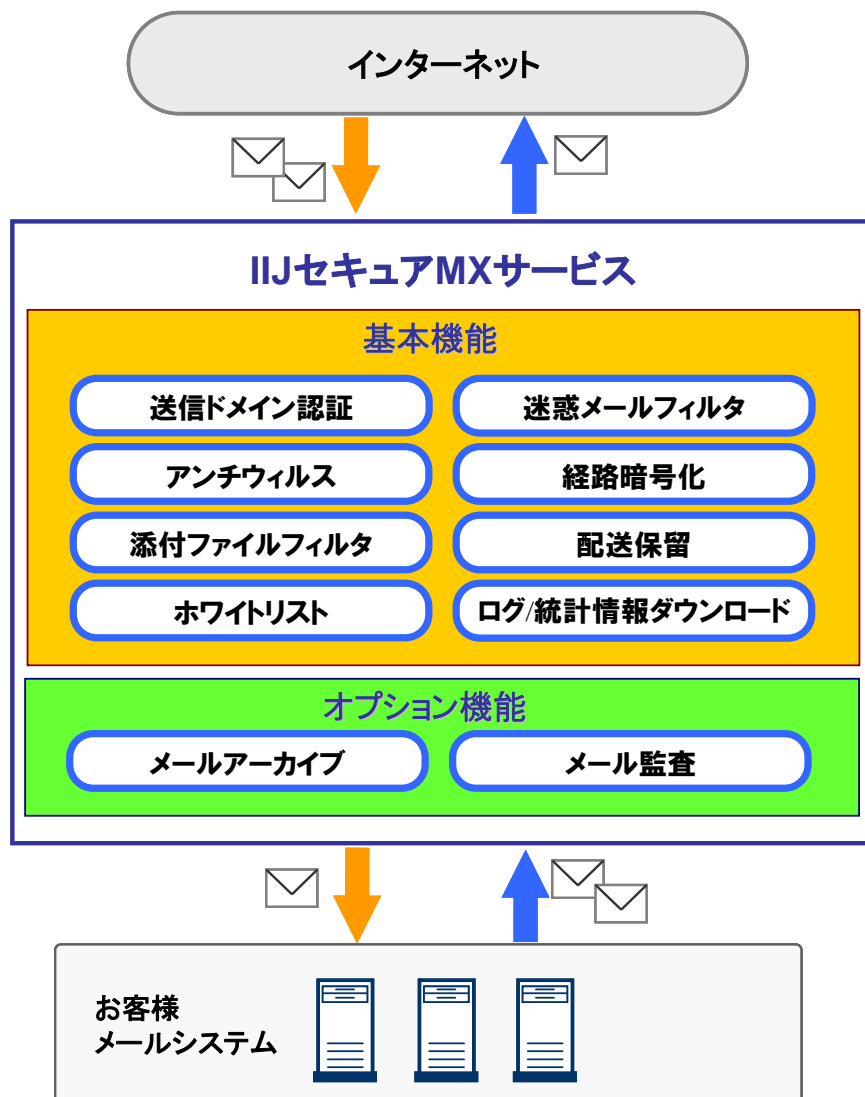 インターネット
IIJセキュアMXサービス
基本機能
送信ドメイン認証
迷惑メールフィルタ
アンチウィルス
経路暗号化
添付ファイルフィルタ
配送保留
ホワイトリスト
ログ/統計情報ダウンロード
オプション機能
メールアーカイブ
メール監査
お客様
メールシステム